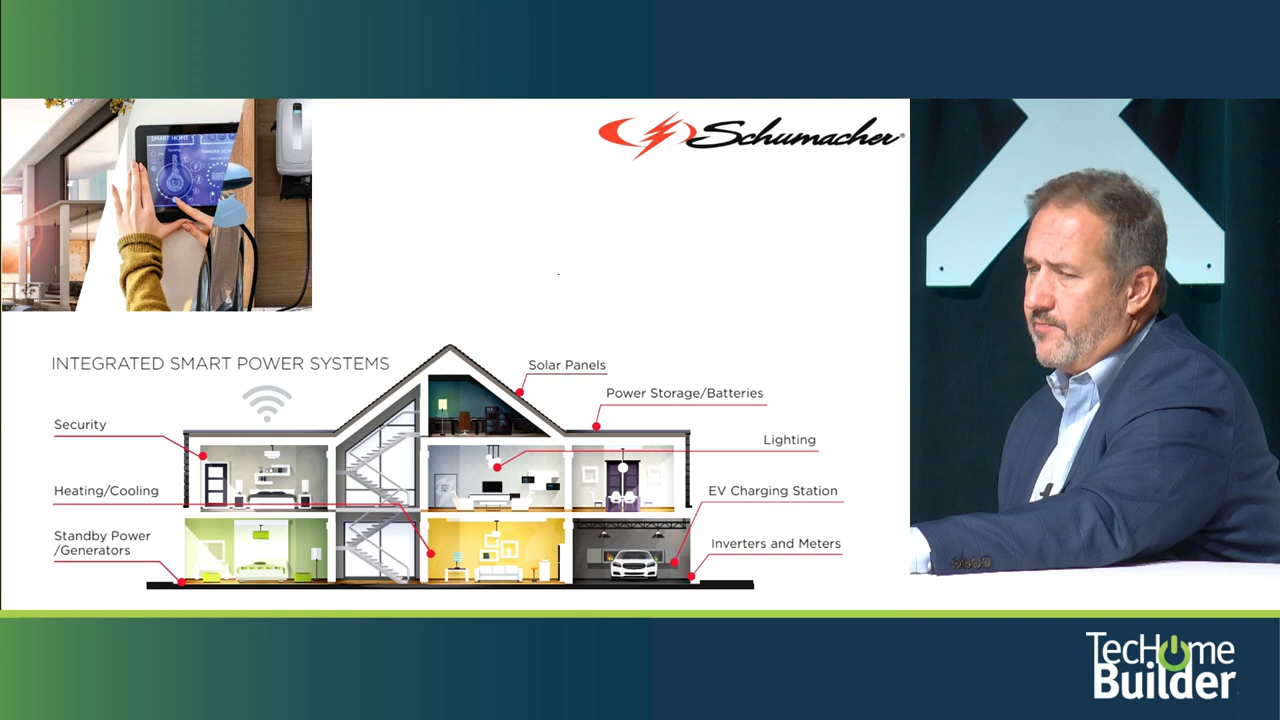 SMART HOME
Schumacher®
INTEGRATED SMART POWER SYSTEMS
Solar Panels
Power Storage/Batteries
Security
Lighting
Heating/Cooling
EV Charging Station
Standby Power
/Generators
Inverters and Meters
TecHome
Builder